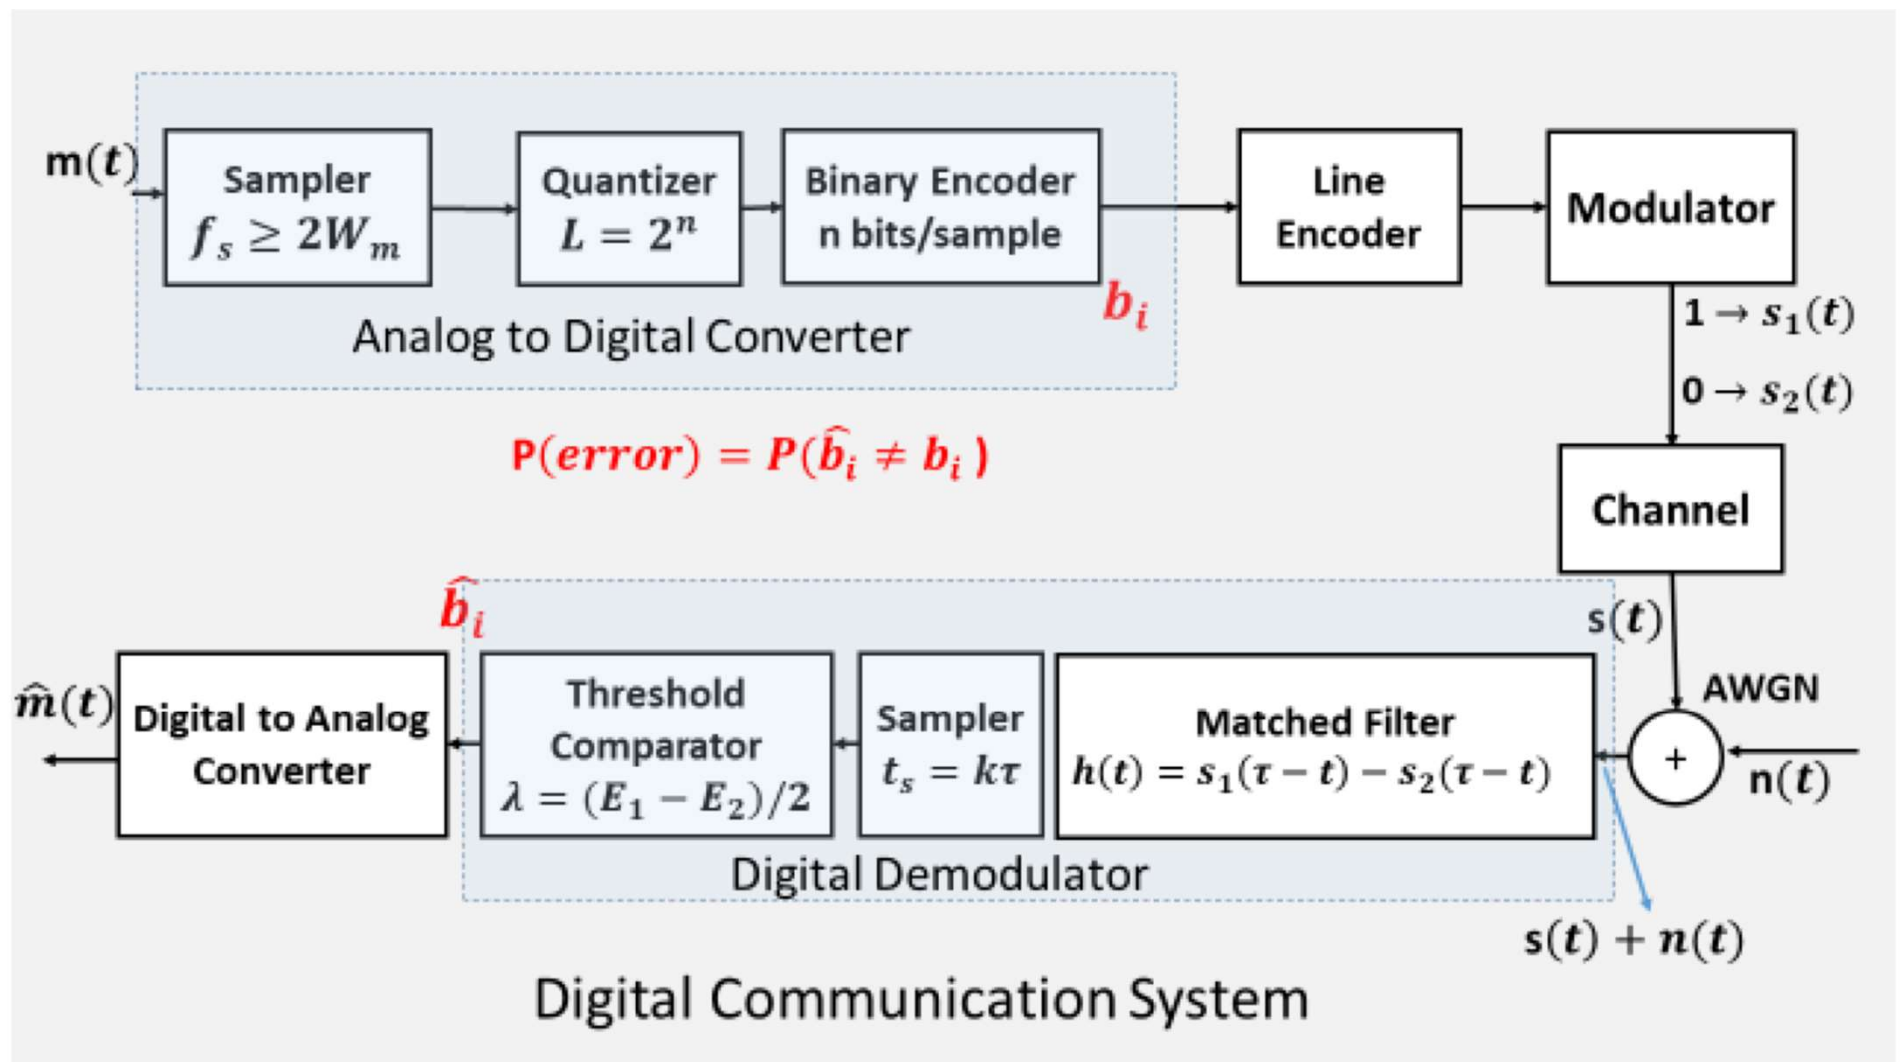 m(t)
Sampler
f_s ≥ 2W_m
Quantizer
L = 2^n
Binary Encoder
n bits/sample
b_i
Analog to Digital Converter
Line
Encoder
Modulator
1 → s_1(t)
0 → s_2(t)
P(error) = P(b̂_i ≠ b_i )
Channel
s(t)
AWGN
+
n(t)
s(t) + n(t)
Matched Filter
h(t) = s_1(τ − t) − s_2(τ − t)
Sampler
t_s = kτ
Threshold
Comparator
λ = (E_1 − E_2)/2
Digital Demodulator
b̂_i
Digital to Analog
Converter
m̂(t)
Digital Communication System